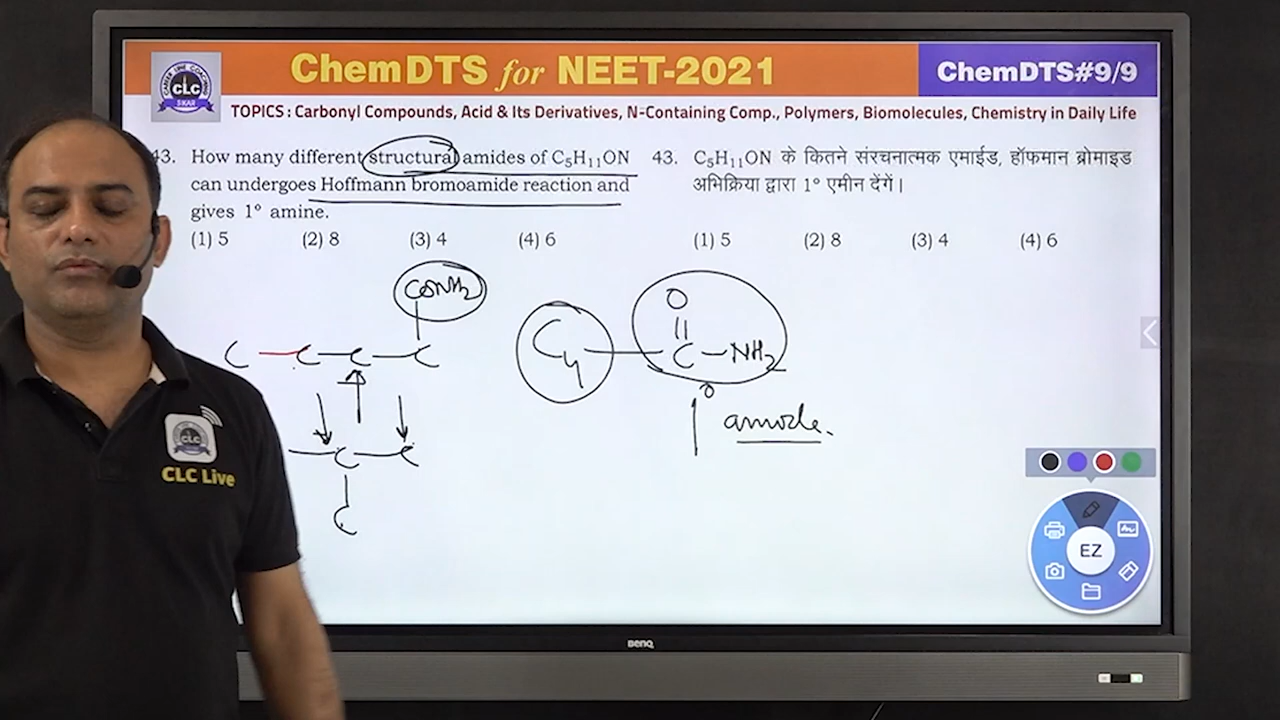 CLC
SIKAR
ChemDTS for NEET-2021
ChemDTS#9/9
TOPICS : Carbonyl Compounds, Acid & Its Derivatives, N-Containing Comp., Polymers, Biomolecules, Chemistry in Daily Life
43. How many different structural amides of C₅H₁₁ON
can undergoes Hoffmann bromoamide reaction and
gives 1° amine.
(1) 5 (2) 8 (3) 4 (4) 6
43. C₅H₁₁ON के कितने संरचनात्मक एमाईड, हॉफमान ब्रोमाइड
अभिक्रिया द्वारा 1° एमीन देंगें।
(1) 5 (2) 8 (3) 4 (4) 6
CONH₂
C—C—C—C
—C—C
C
O
||
C₄—C—NH₂
1° amide.
CLC
CLC Live
EZ
BenQ